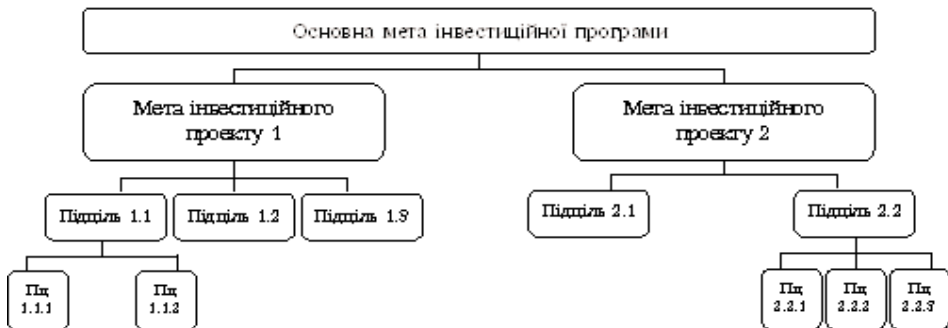 Основна мета інвестиційної програми
Мета інвестиційного
проекту 1
Мета інвестиційного
проекту 2
Підціль 1.1
Підціль 1.2
Підціль 1.3
Підціль 2.1
Підціль 2.2
Пц
1.1.1
Пц
1.1.2
Пц
2.2.1
Пц
2.2.2
Пц
2.2.3